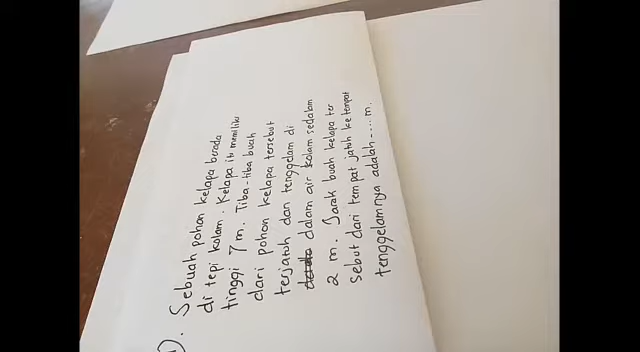 1). Sebuah pohon kelapa berada
di tepi kolam. Kelapa itu memiliki
tinggi 7 m. Tiba-tiba buah
dari pohon kelapa tersebut
terjatuh dan tenggelam di
dalam air kolam sedalam
2 m. Jarak buah kelapa ter
sebut dari tempat jatuh ke tempat
tenggelamnya adalah .... m.